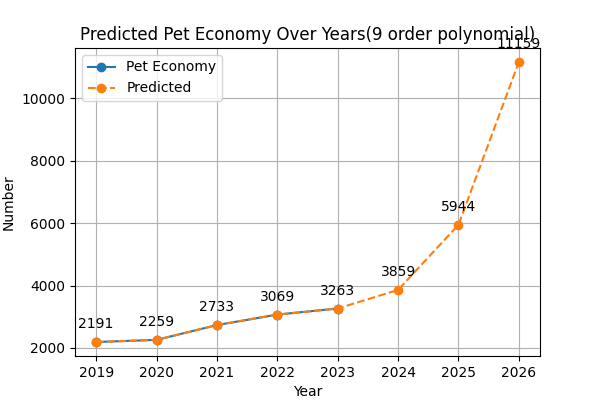 Predicted Pet Economy Over Years(9 order polynomial)
11159
Pet Economy
Predicted
10000
8000
6000
4000
2000
Number
5944
3859
3263
3069
2733
2259
2191
2019 2020 2021 2022 2023 2024 2025 2026
Year